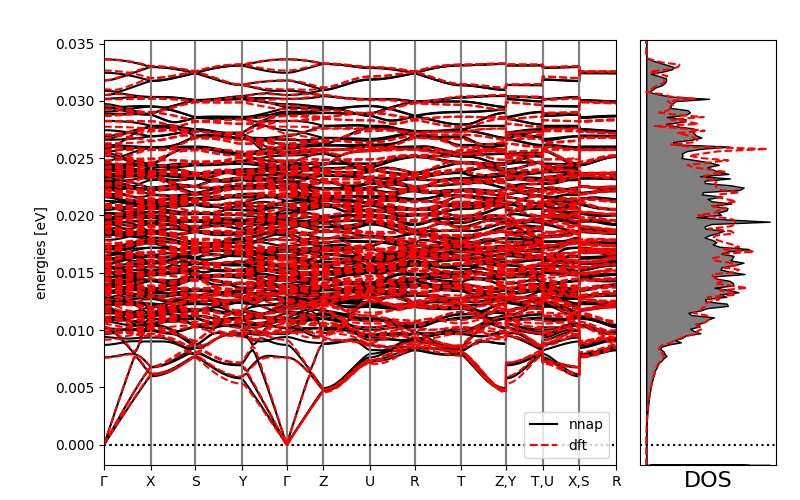 energies [eV]
0.035
0.030
0.025
0.020
0.015
0.010
0.005
0.000
nnap
dft
Γ X S Y Γ Z U R T Z,Y T,U X,S R
DOS